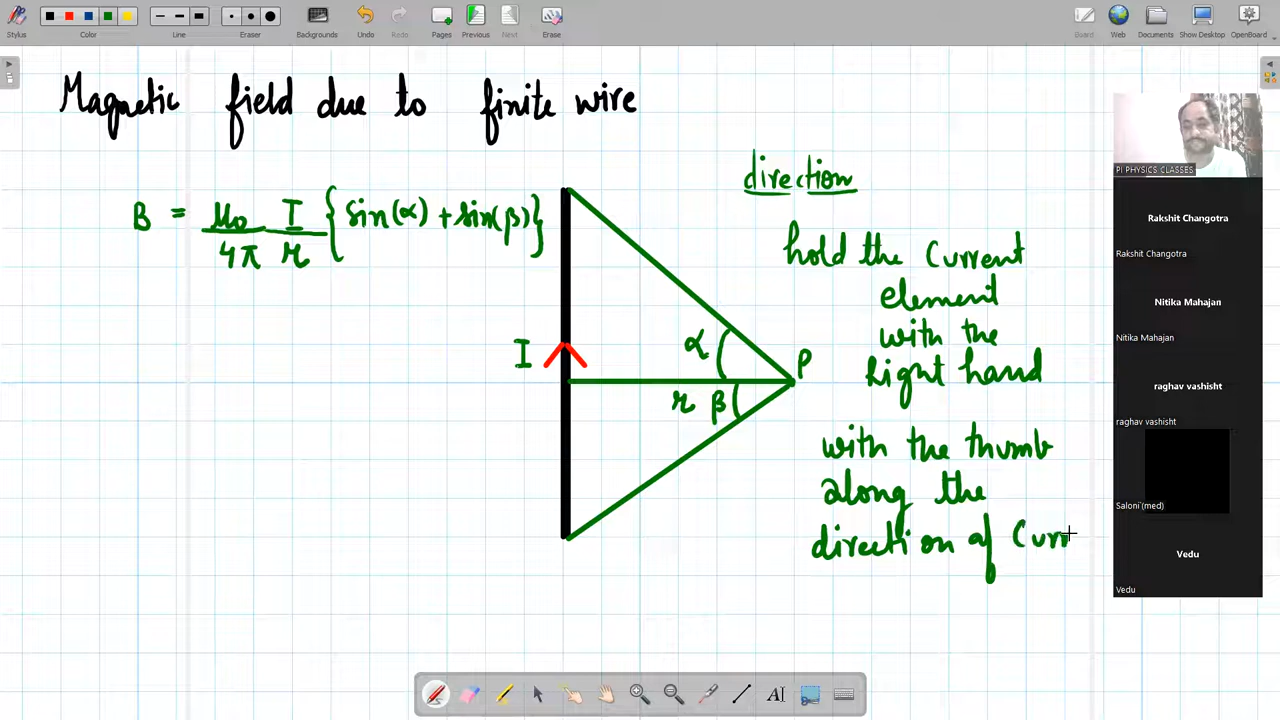 Stylus
Color
Line
Eraser
Backgrounds
Undo
Redo
Pages
Previous
Next
Erase
Board
Web
Documents
Show Desktop
OpenBoard
Magnetic field due to finite wire
B = μ₀/4π I/r {sin(α) + sin(β)}
direction
hold the current
element
with the
right hand
I
α
P
r β
with the thumb
along the
direction of Curr
PI PHYSICS CLASSES
Rakshit Changotra
Rakshit Changotra
Nitika Mahajan
Nitika Mahajan
raghav vashisht
raghav vashisht
Saloni (med)
Vedu
Vedu
AI